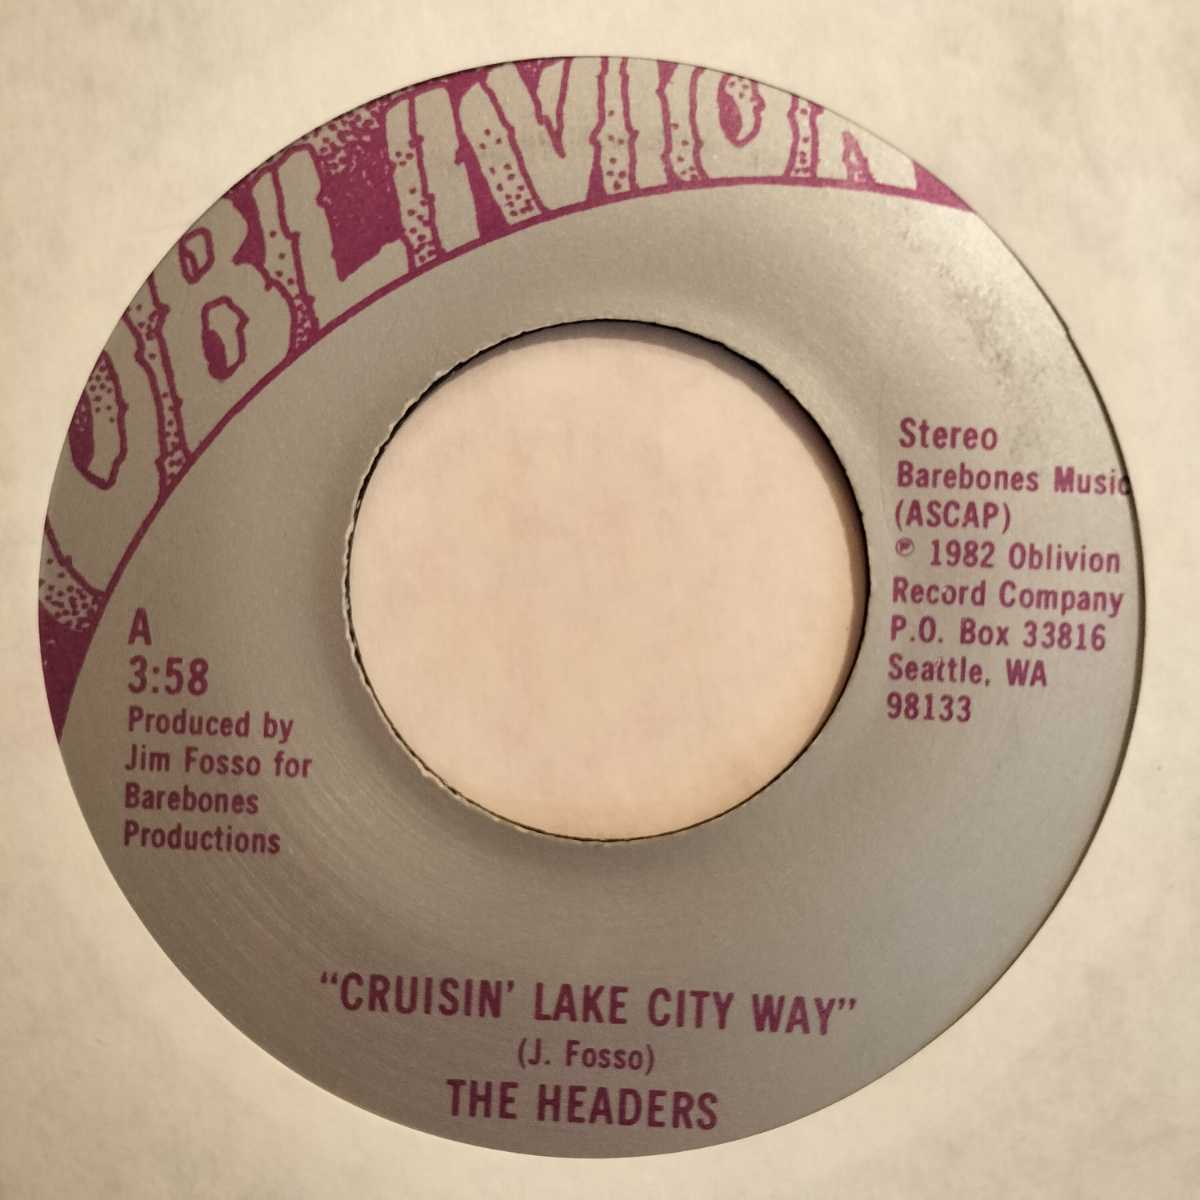 OBLIVION
A
3:58
Produced by
Jim Fosso for
Barebones
Productions
Stereo
Barebones Music
(ASCAP)
℗ 1982 Oblivion
Record Company
P.O. Box 33816
Seattle, WA
98133
“CRUISIN’ LAKE CITY WAY”
(J. Fosso)
THE HEADERS